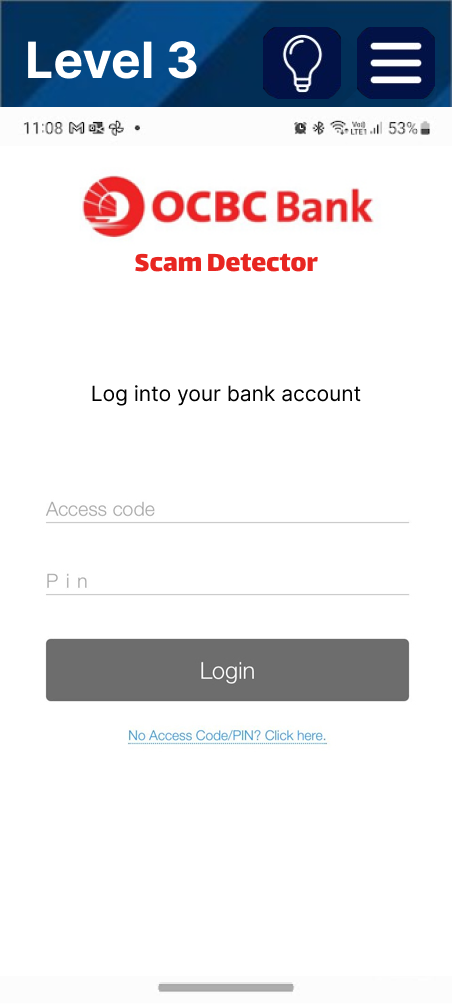 Level 3
11:08
Vo)) LTE1 53%
OCBC Bank
Scam Detector
Log into your bank account
Access code
Pin
Login
No Access Code/PIN? Click here.